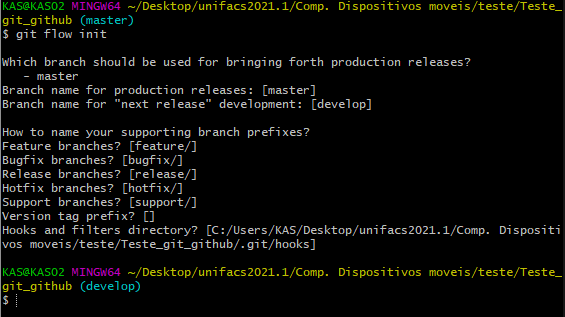 KAS@KASO2 MINGW64 ~/Desktop/unifacs2021.1/Comp. Dispositivos moveis/teste/Teste_
git_github (master)
$ git flow init
Which branch should be used for bringing forth production releases?
- master
Branch name for production releases: [master]
Branch name for "next release" development: [develop]
How to name your supporting branch prefixes?
Feature branches? [feature/]
Bugfix branches? [bugfix/]
Release branches? [release/]
Hotfix branches? [hotfix/]
Support branches? [support/]
Version tag prefix? []
Hooks and filters directory? [C:/Users/KAS/Desktop/unifacs2021.1/Comp. Dispositi
vos moveis/teste/Teste_git_github/.git/hooks]
KAS@KASO2 MINGW64 ~/Desktop/unifacs2021.1/Comp. Dispositivos moveis/teste/Teste_
git_github (develop)
$